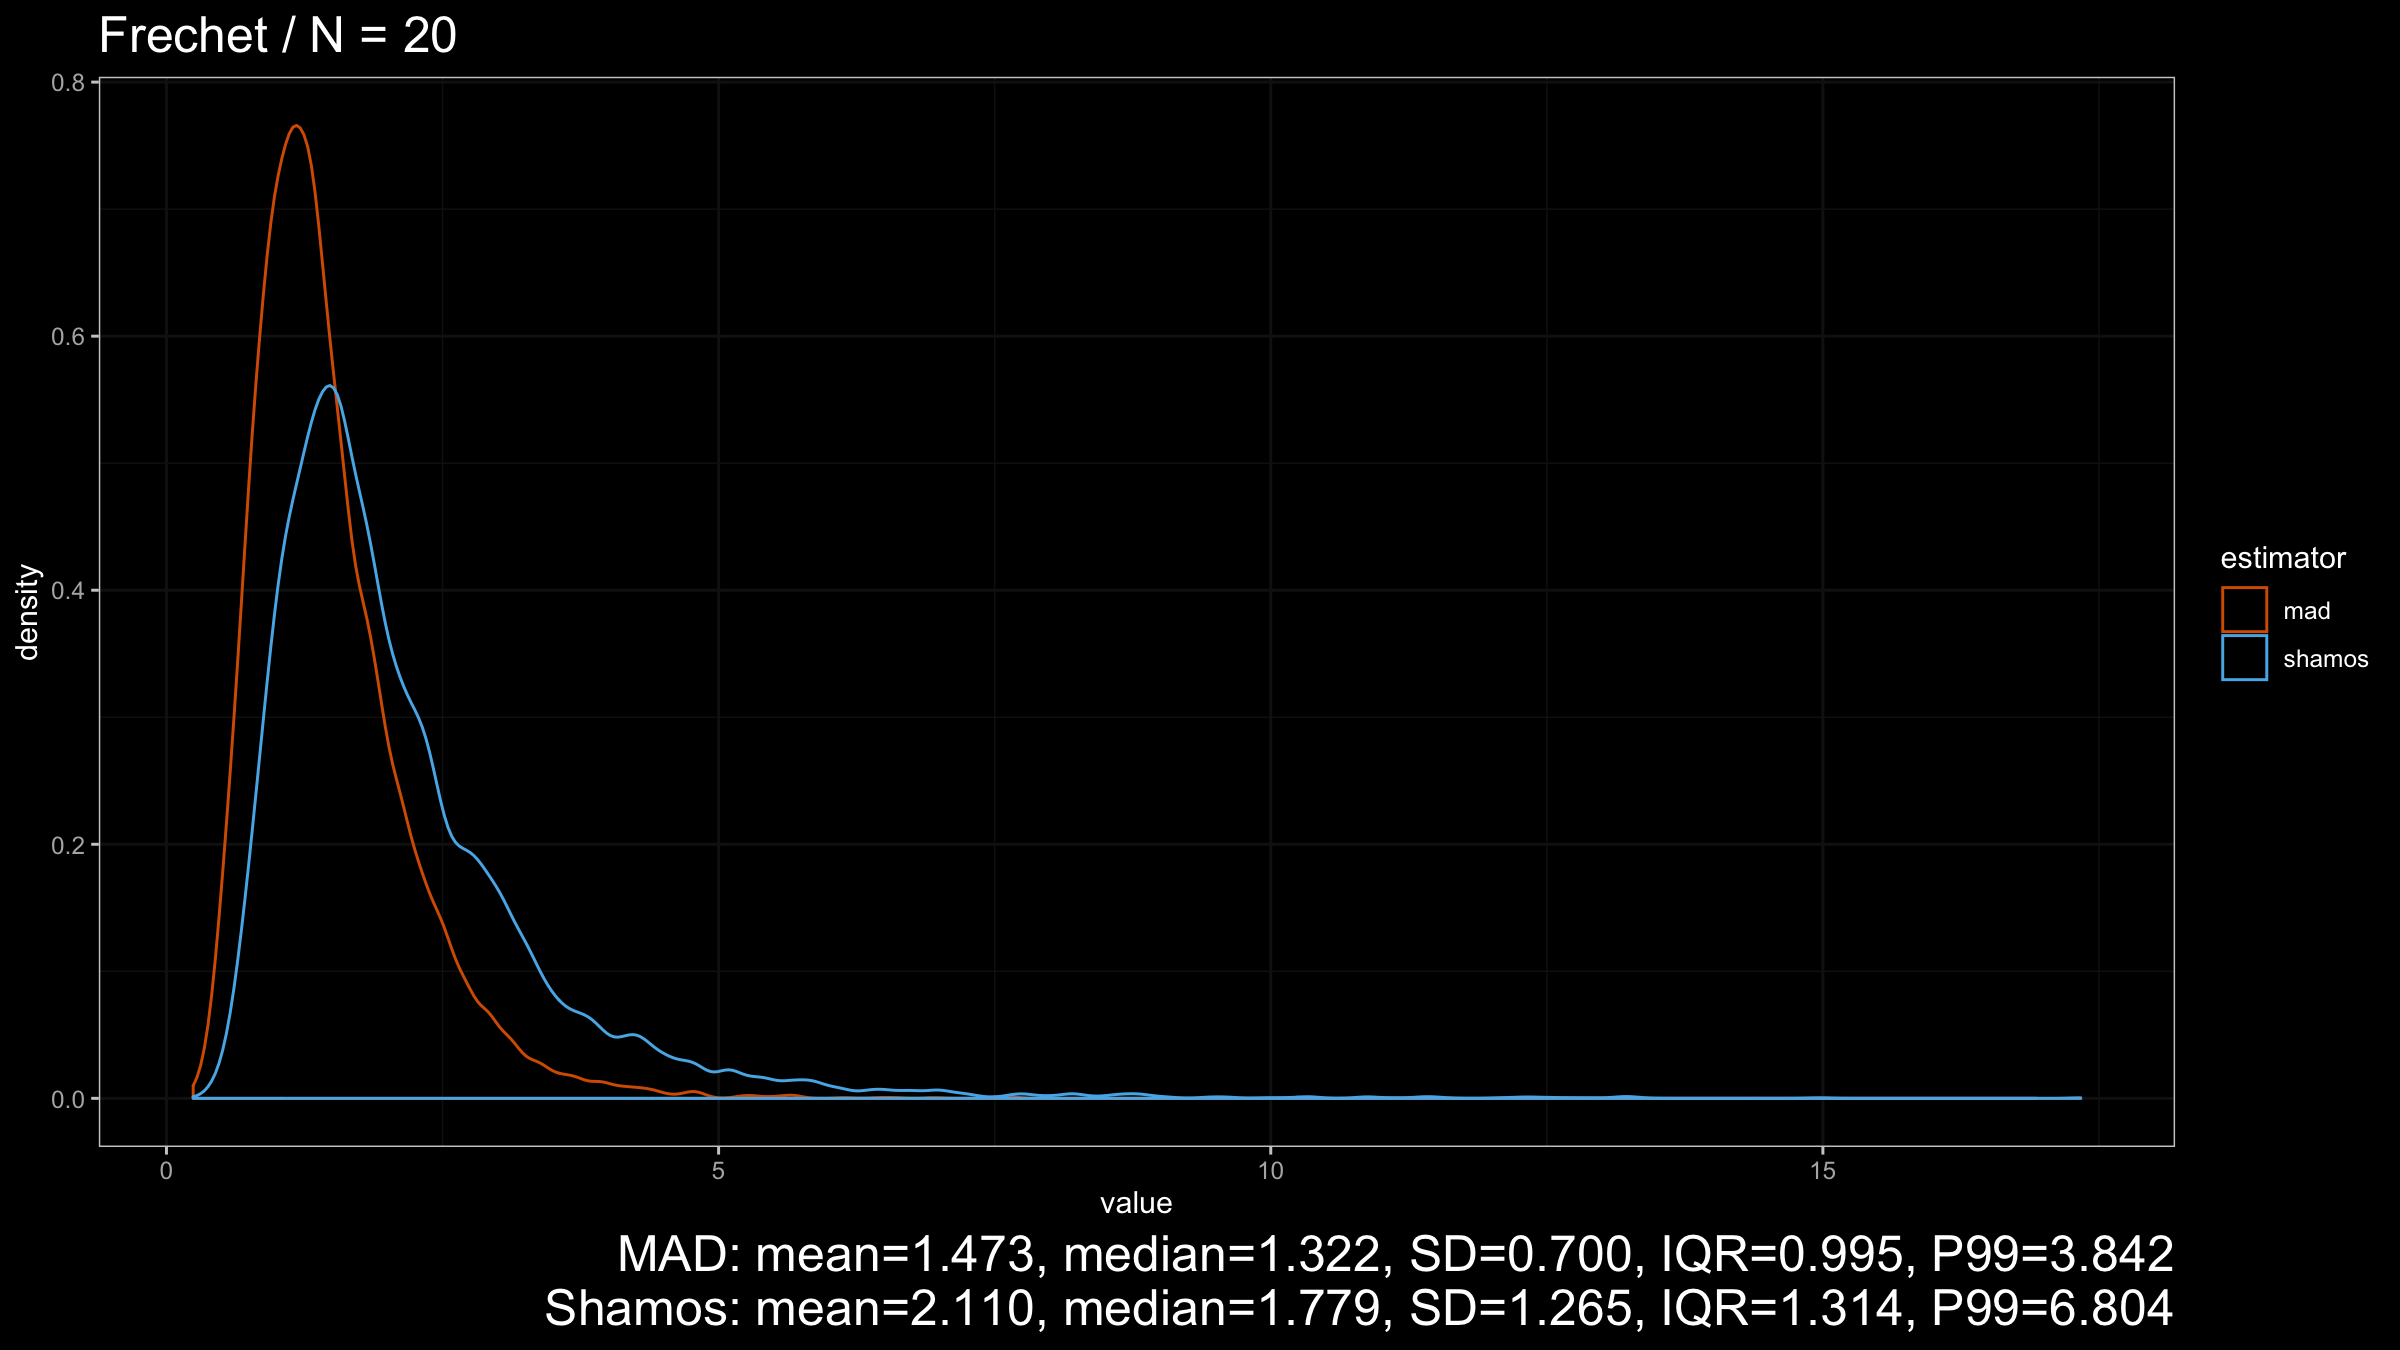 Frechet / N = 20
0.8
0.6
0.4
0.2
0.0
density
0
5
10
15
value
estimator
mad
shamos
MAD: mean=1.473, median=1.322, SD=0.700, IQR=0.995, P99=3.842
Shamos: mean=2.110, median=1.779, SD=1.265, IQR=1.314, P99=6.804